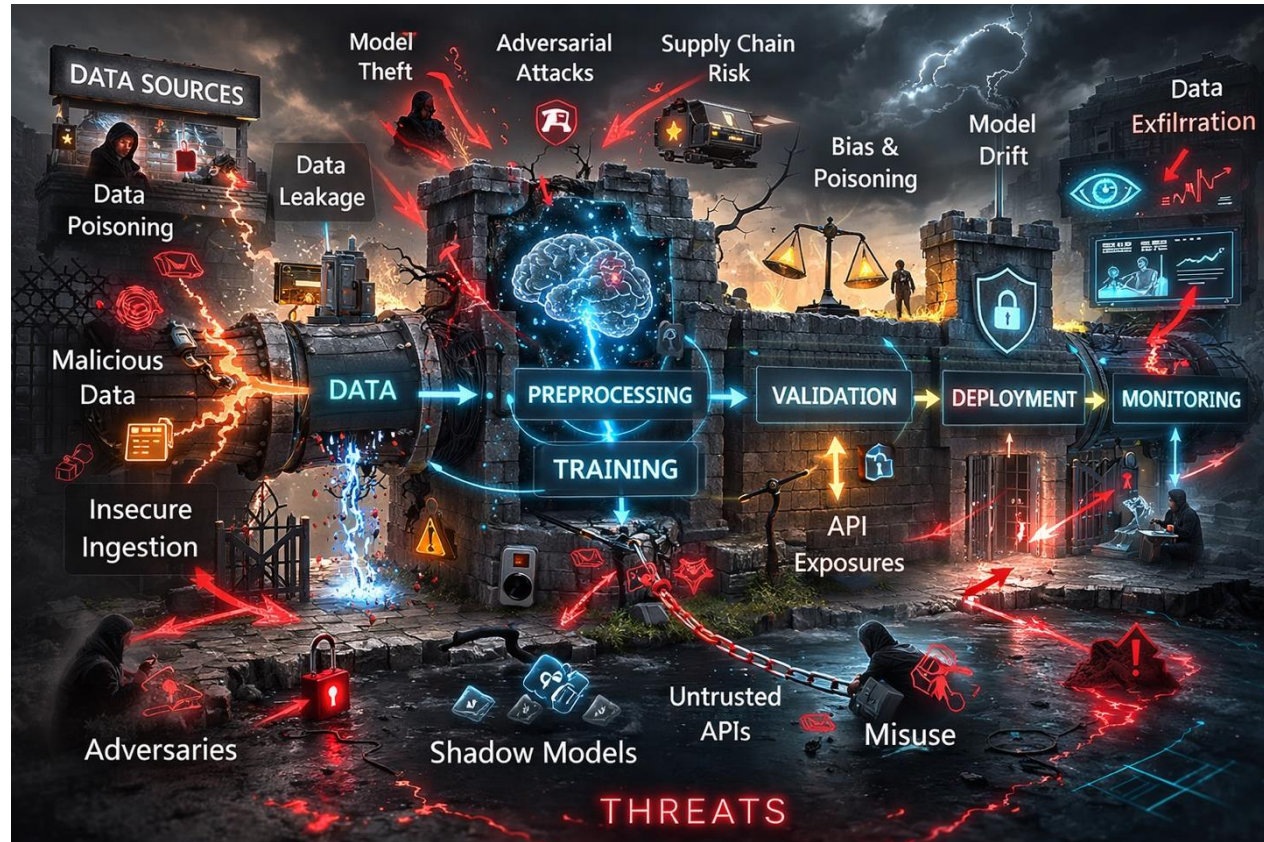 Model
Theft
Adversarial
Attacks
Supply Chain
Risk
DATA SOURCES
Data
Exfilrration
Model
Drift
Bias &
Poisoning
Data
Leakage
Data
Poisoning
Malicious
Data
DATA
PREPROCESSING
VALIDATION
DEPLOYMENT
MONITORING
TRAINING
Insecure
Ingestion
API
Exposures
Untrusted
APIs
Misuse
Adversaries
Shadow Models
THREATS